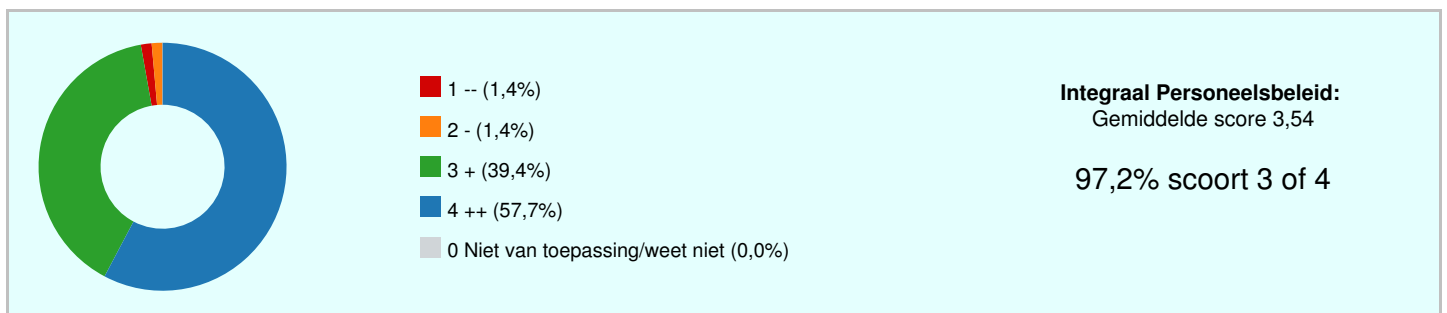 1 -- (1,4%)
2 - (1,4%)
3 + (39,4%)
4 ++ (57,7%)
0 Niet van toepassing/weet niet (0,0%)
Integraal Personeelsbeleid:
Gemiddelde score 3,54
97,2% scoort 3 of 4